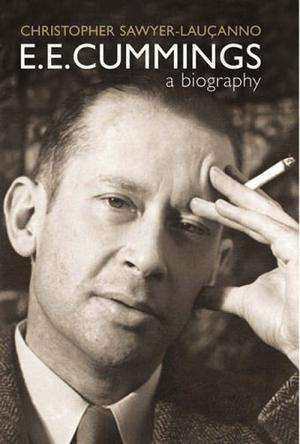 CHRISTOPHER SAWYER-LAUÇANNO
E.E.CUMMINGS
a biography